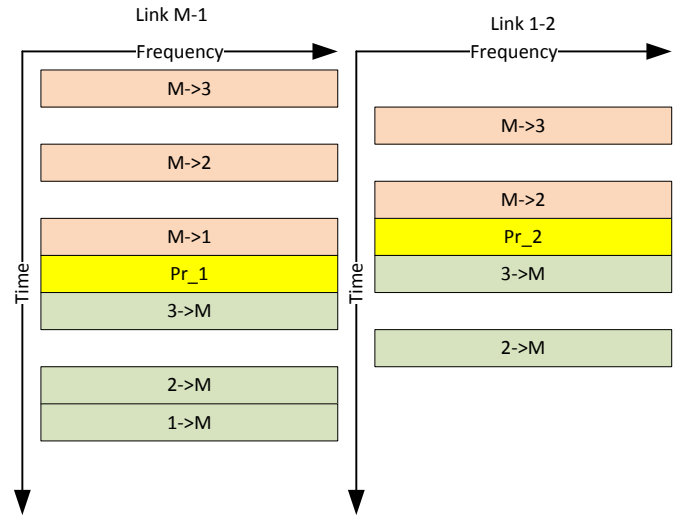 Link M-1
Frequency
Time
M->3
M->2
M->1
Pr_1
3->M
2->M
1->M
Link 1-2
Frequency
Time
M->3
M->2
Pr_2
3->M
2->M